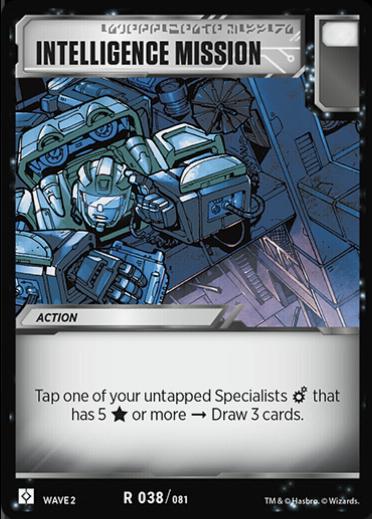 INTELLIGENCE MISSION
ACTION
Tap one of your untapped Specialists that
has 5 ★ or more → Draw 3 cards.
WAVE 2
R 038/081
TM & © Hasbro. © Wizards.